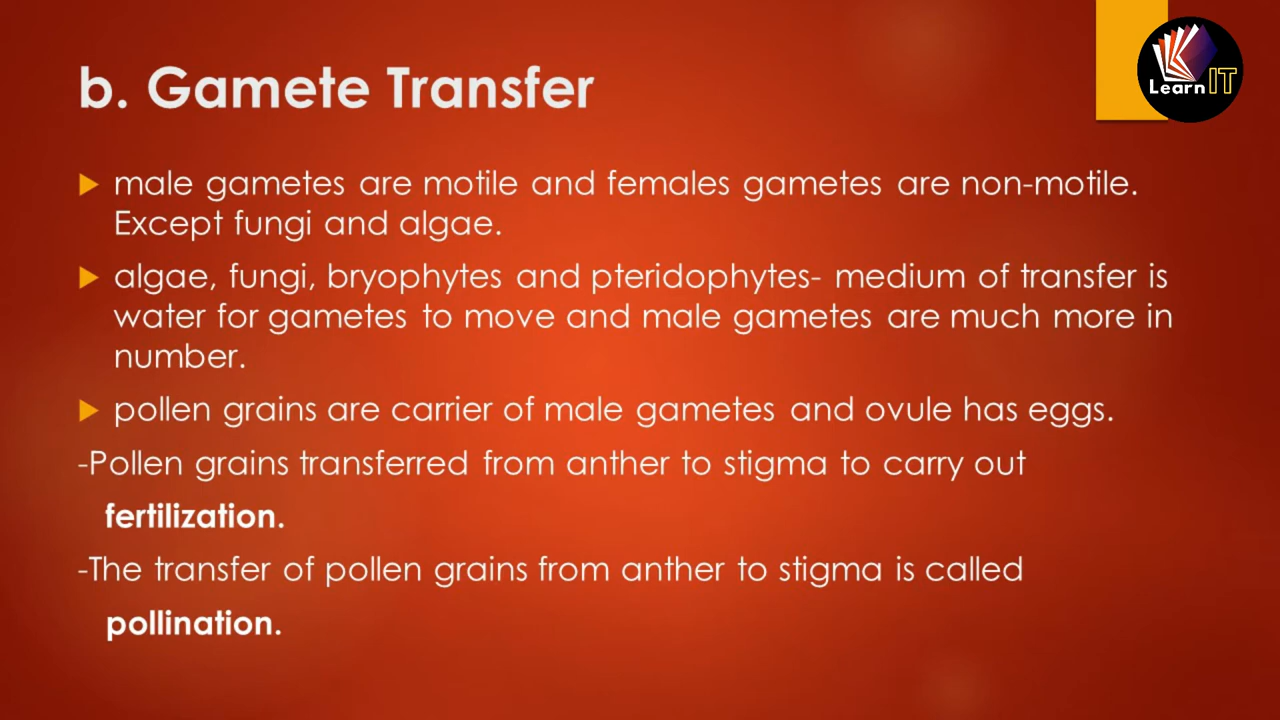 b. Gamete Transfer
LearnIT
male gametes are motile and females gametes are non-motile.
Except fungi and algae.
algae, fungi, bryophytes and pteridophytes- medium of transfer is
water for gametes to move and male gametes are much more in
number.
pollen grains are carrier of male gametes and ovule has eggs.
-Pollen grains transferred from anther to stigma to carry out
fertilization.
-The transfer of pollen grains from anther to stigma is called
pollination.